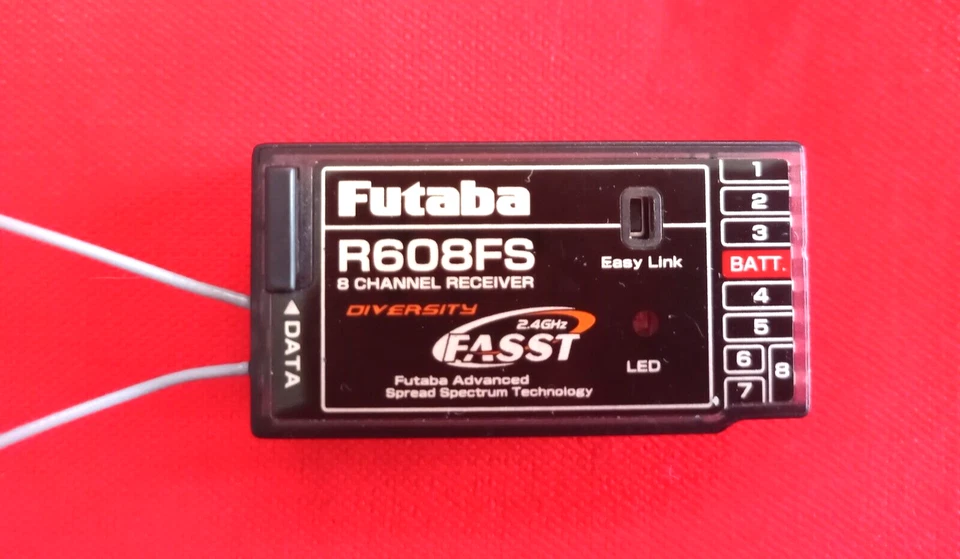 Futaba
R608FS
8 CHANNEL RECEIVER
DIVERSITY
2.4GHz
FASST
Futaba Advanced
Spread Spectrum Technology
Easy Link
LED
◀DATA
1
2
3
BATT.
4
5
6
7
8